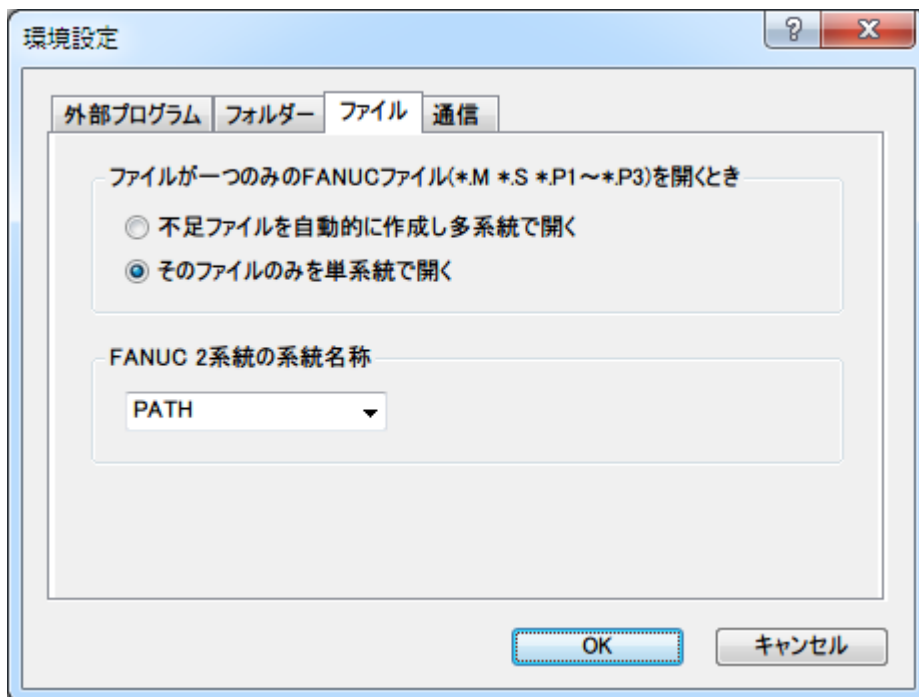 環境設定
外部プログラム フォルダー ファイル 通信
ファイルが一つのみのFANUCファイル(*.M *.S *.P1～*.P3)を開くとき
不足ファイルを自動的に作成し多系統で開く
そのファイルのみを単系統で開く
FANUC 2系統の系統名称
PATH
OK キャンセル